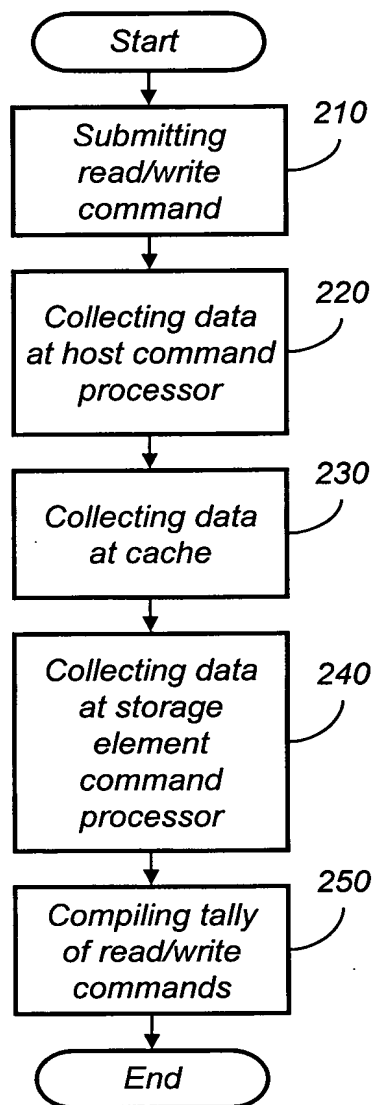 Start
210
Submitting
read/write
command
220
Collecting data
at host command
processor
230
Collecting data
at cache
240
Collecting data
at storage
element
command
processor
250
Compiling tally
of read/write
commands
End